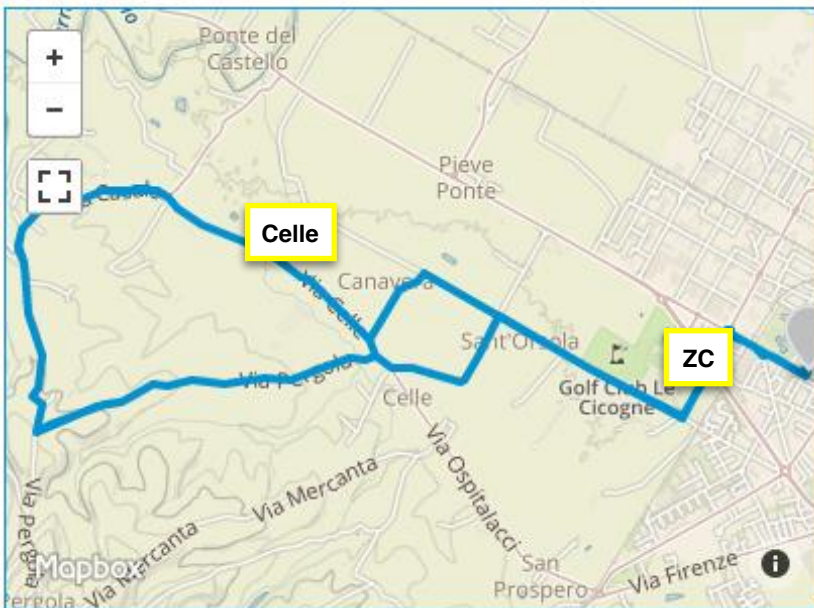 Ponte del
Castello
+
−
Pieve
Ponte
Casale
Celle
Canavera
Via Celle
Sant'Orsola
ZC
Via Pergola
Golf Club Le
Cicogne
Celle
Via Ospitalacci
Via Mercanta
Via Pergola
Via Mercanta
San
Prospero
Via Firenze
Mapbox
Pergola
i